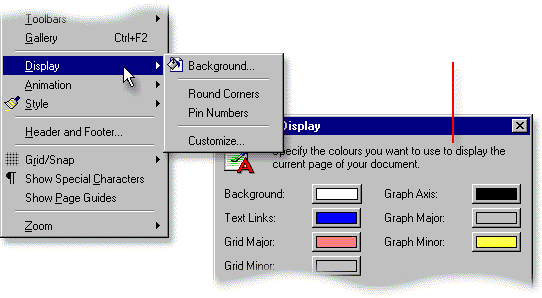 Toolbars
Gallery Ctrl+F2
Display
Animation
Style
Header and Footer...
Grid/Snap
Show Special Characters
Show Page Guides
Zoom
Background...
Round Corners
Pin Numbers
Customize...
Display
Specify the colours you want to use to display the
current page of your document.
Background: Graph Axis:
Text Links: Graph Major:
Grid Major: Graph Minor:
Grid Minor: